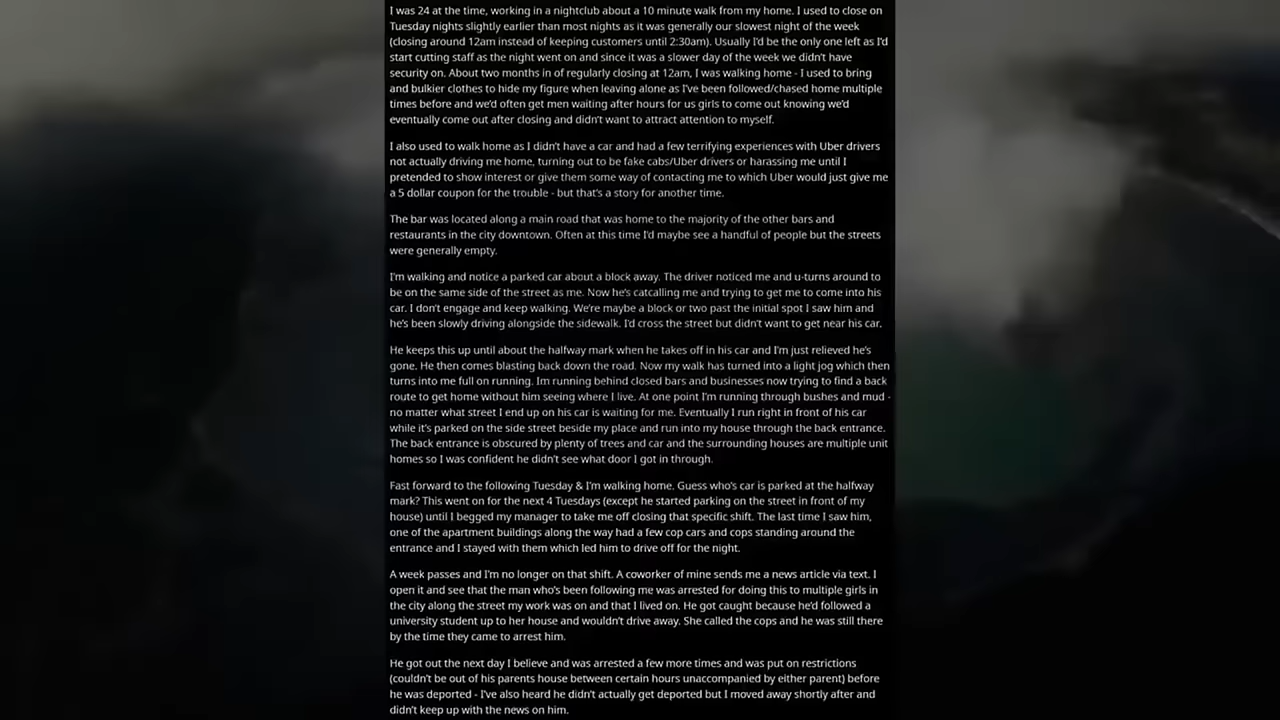 I was 24 at the time, working in a nightclub about a 10 minute walk from my home. I used to close on
Tuesday nights slightly earlier than most nights as it was generally our slowest night of the week
(closing around 12am instead of keeping customers until 2:30am). Usually I'd be the only one left as I'd
start cutting staff as the night went on and since it was a slower day of the week we didn't have
security on. About two months in of regularly closing at 12am, I was walking home - I used to bring
and bulkier clothes to hide my figure when leaving alone as I've been followed/chased home multiple
times before and we'd often get men waiting after hours for us girls to come out knowing we'd
eventually come out after closing and didn't want to attract attention to myself.
I also used to walk home as I didn't have a car and had a few terrifying experiences with Uber drivers
not actually driving me home, turning out to be fake cabs/Uber drivers or harassing me until I
pretended to show interest or give them some way of contacting me to which Uber would just give me
a 5 dollar coupon for the trouble - but that's a story for another time.
The bar was located along a main road that was home to the majority of the other bars and
restaurants in the city downtown. Often at this time I'd maybe see a handful of people but the streets
were generally empty.
I'm walking and notice a parked car about a block away. The driver noticed me and u-turns around to
be on the same side of the street as me. Now he's catcalling me and trying to get me to come into his
car. I don't engage and keep walking. We're maybe a block or two past the initial spot I saw him and
he's been slowly driving alongside the sidewalk. I'd cross the street but didn't want to get near his car.
He keeps this up until about the halfway mark when he takes off in his car and I'm just relieved he's
gone. He then comes blasting back down the road. Now my walk has turned into a light jog which then
turns into me full on running. Im running behind closed bars and businesses now trying to find a back
route to get home without him seeing where I live. At one point I'm running through bushes and mud -
no matter what street I end up on his car is waiting for me. Eventually I run right in front of his car
while it's parked on the side street beside my place and run into my house through the back entrance.
The back entrance is obscured by plenty of trees and car and the surrounding houses are multiple unit
homes so I was confident he didn't see what door I got in through.
Fast forward to the following Tuesday & I'm walking home. Guess who's car is parked at the halfway
mark? This went on for the next 4 Tuesdays (except he started parking on the street in front of my
house) until I begged my manager to take me off closing that specific shift. The last time I saw him,
one of the apartment buildings along the way had a few cop cars and cops standing around the
entrance and I stayed with them which led him to drive off for the night.
A week passes and I'm no longer on that shift. A coworker of mine sends me a news article via text. I
open it and see that the man who's been following me was arrested for doing this to multiple girls in
the city along the street my work was on and that I lived on. He got caught because he'd followed a
university student up to her house and wouldn't drive away. She called the cops and he was still there
by the time they came to arrest him.
He got out the next day I believe and was arrested a few more times and was put on restrictions
(couldn't be out of his parents house between certain hours unaccompanied by either parent) before
he was deported - I've also heard he didn't actually get deported but I moved away shortly after and
didn't keep up with the news on him.